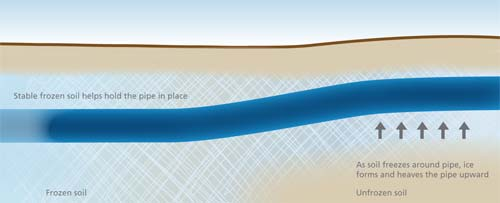 Stable frozen soil helps hold the pipe in place
As soil freezes around pipe, ice
forms and heaves the pipe upward
Frozen soil
Unfrozen soil